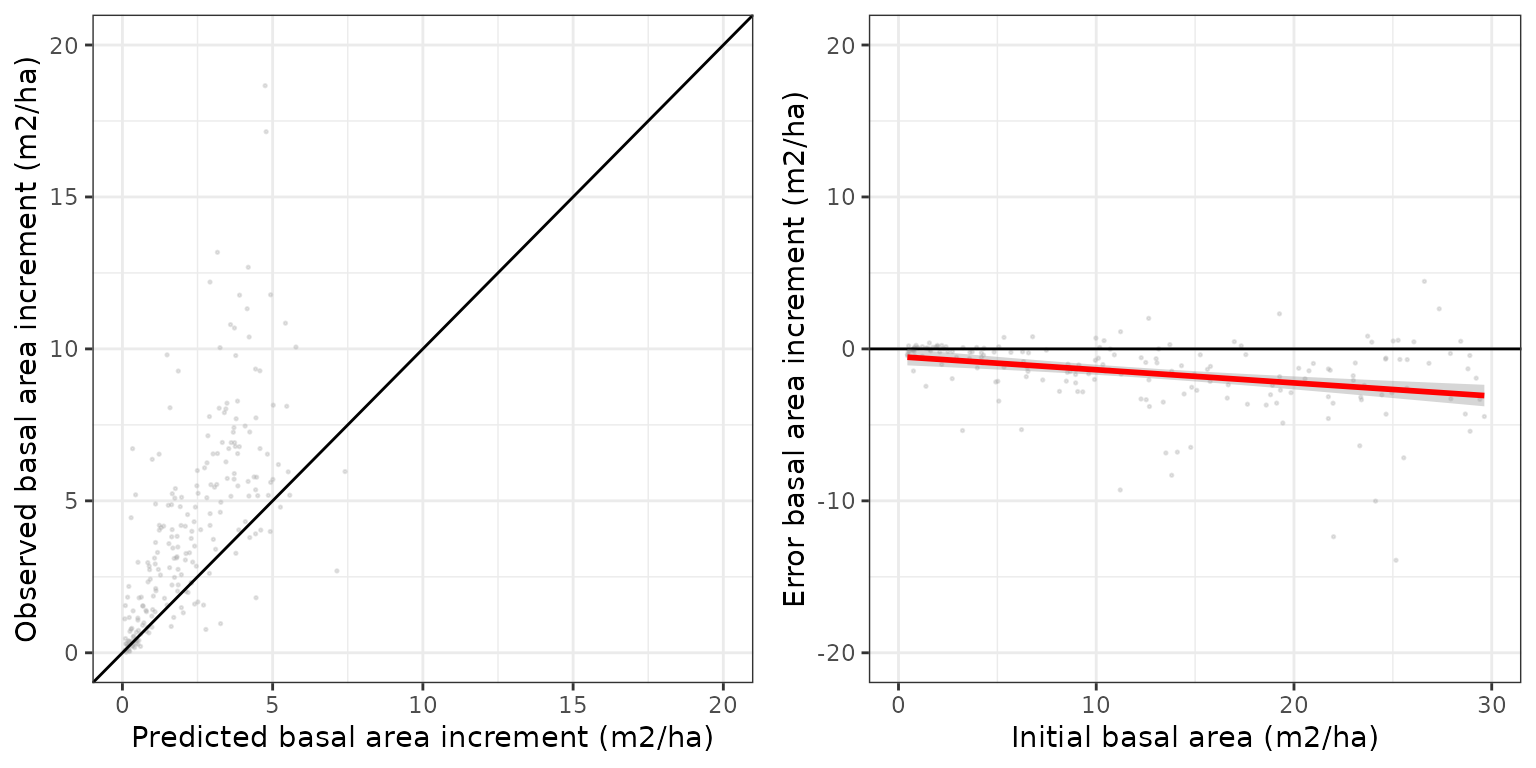 Observed basal area increment (m2/ha)
20
15
10
5
0
0 5 10 15 20
Predicted basal area increment (m2/ha)
Error basal area increment (m2/ha)
20
10
0
-10
-20
0 10 20 30
Initial basal area (m2/ha)